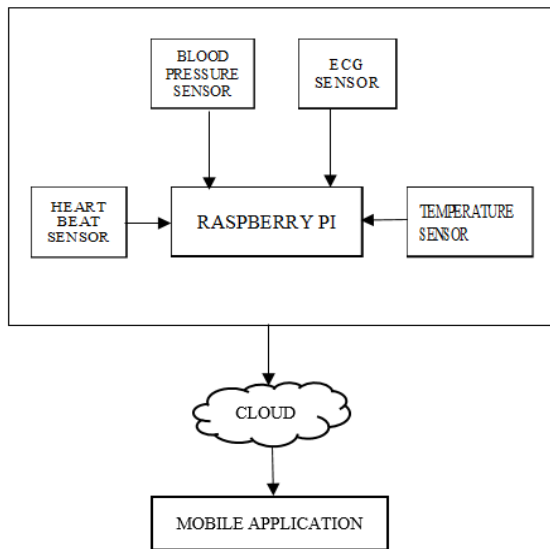 BLOOD
PRESSURE
SENSOR
ECG
SENSOR
HEART
BEAT
SENSOR
RASPBERRY PI
TEMPERATURE
SENSOR
CLOUD
MOBILE APPLICATION